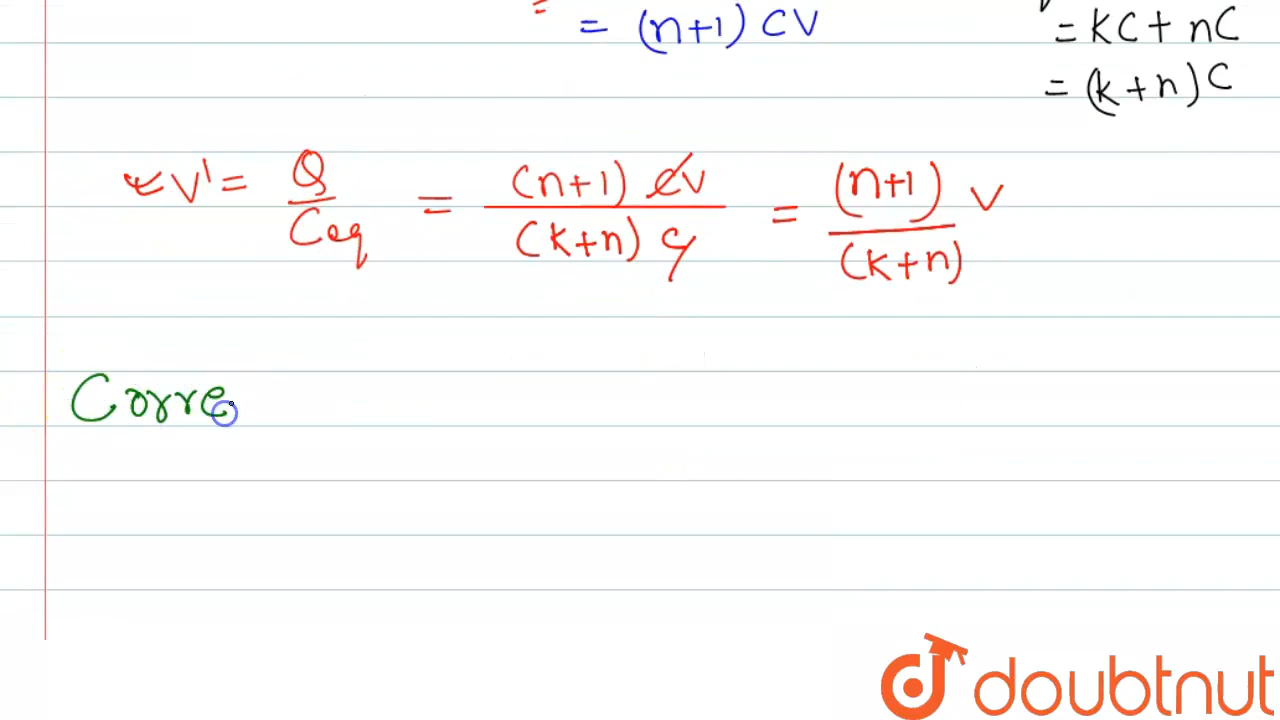 = (n+1) CV
= KC + nC
= (k+n) C
V' = Q/Ceq = (n+1) CV / (k+n) C = (n+1) V / (k+n)
Corre
doubtnut